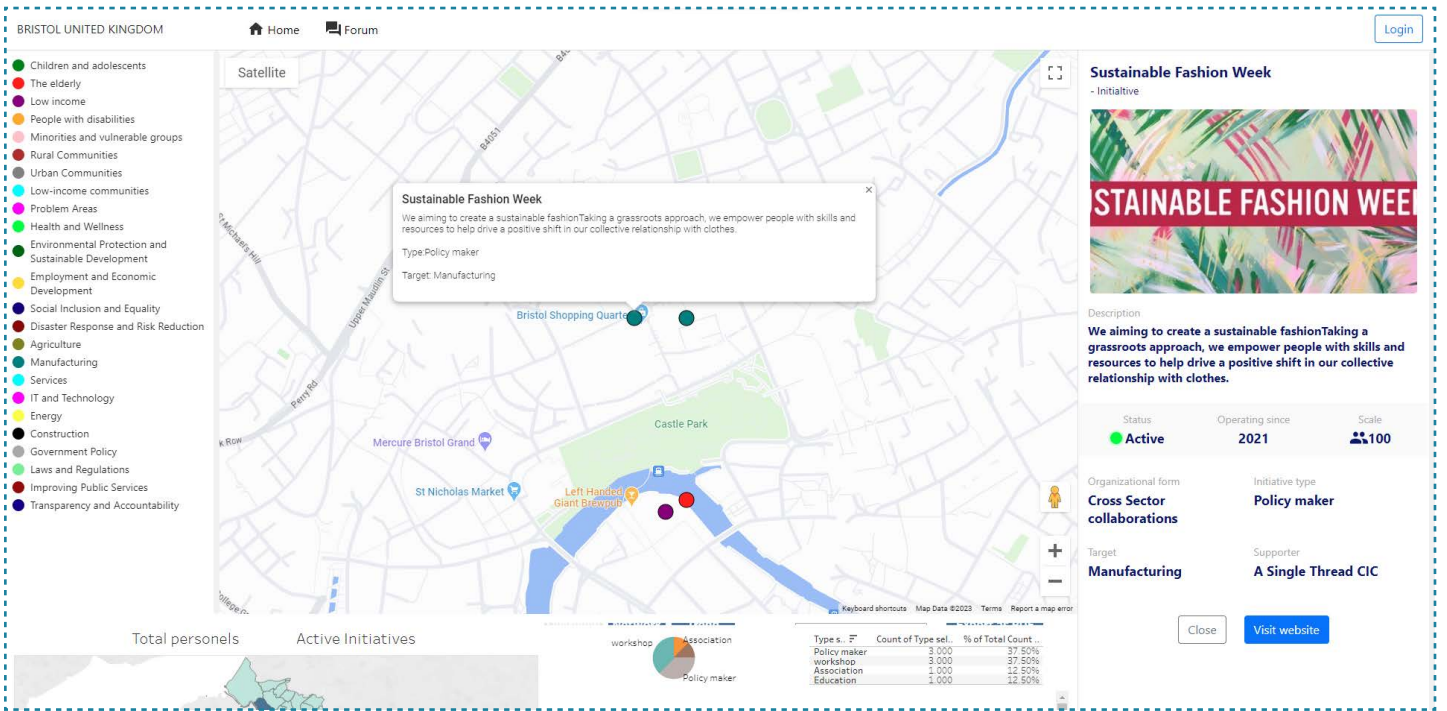 BRISTOL UNITED KINGDOM
Home
Forum
Login
Children and adolescents
The elderly
Low income
People with disabilities
Minorities and vulnerable groups
Rural Communities
Urban Communities
Low-income communities
Problem Areas
Health and Wellness
Environmental Protection and
Sustainable Development
Employment and Economic
Development
Social Inclusion and Equality
Disaster Response and Risk Reduction
Agriculture
Manufacturing
Services
IT and Technology
Energy
Construction
Government Policy
Laws and Regulations
Improving Public Services
Transparency and Accountability
Satellite
B4051
St Michael's Hill
Upper Maudlin St
Perry Rd
k Row
Sustainable Fashion Week
×
We aiming to create a sustainable fashionTaking a grassroots approach, we empower people with skills and
resources to help drive a positive shift in our collective relationship with clothes.
Type:Policy maker
Target: Manufacturing
Bristol Shopping Quarte
Castle Park
Mercure Bristol Grand
St Nicholas Market
Left Handed
Giant Brewpub
+
−
Keyboard shortcuts Map Data ©2023 Terms Report a map error
Sustainable Fashion Week
- Initialtive
STAINABLE FASHION WEE
Description
We aiming to create a sustainable fashionTaking a
grassroots approach, we empower people with skills and
resources to help drive a positive shift in our collective
relationship with clothes.
Status Operating since Scale
Active 2021 100
Organizational form Initiative type
Cross Sector
collaborations
Policy maker
Target Supporter
Manufacturing A Single Thread CIC
Close
Visit website
Total personels Active Initiatives
workshop
Association
Policy maker
Type s.. Count of Type sel.. % of Total Count ..
Policy maker 3.000 37.50%
workshop 3.000 37.50%
Association 1.000 12.50%
Education 1.000 12.50%